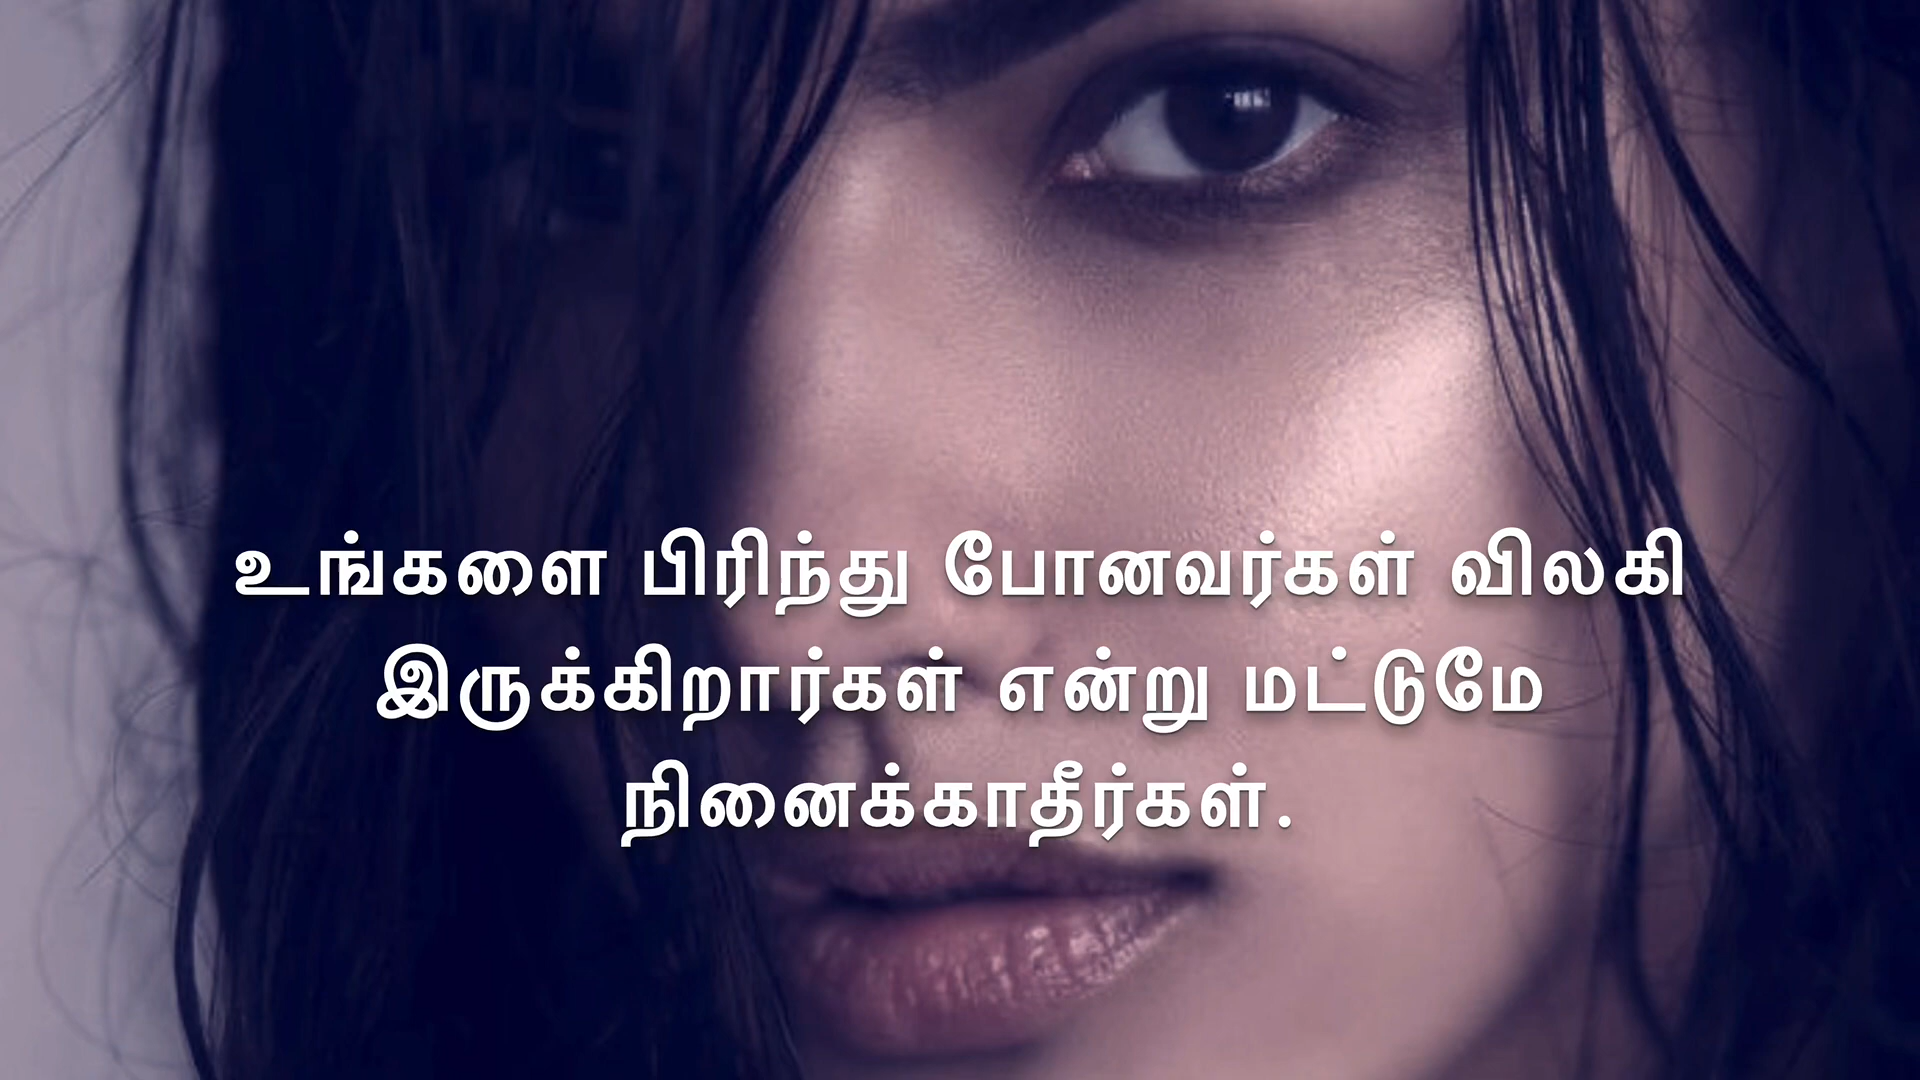 உங்களை பிரிந்து போனவர்கள் விலகி
இருக்கிறார்கள் என்று மட்டுமே
நினைக்காதீர்கள்.